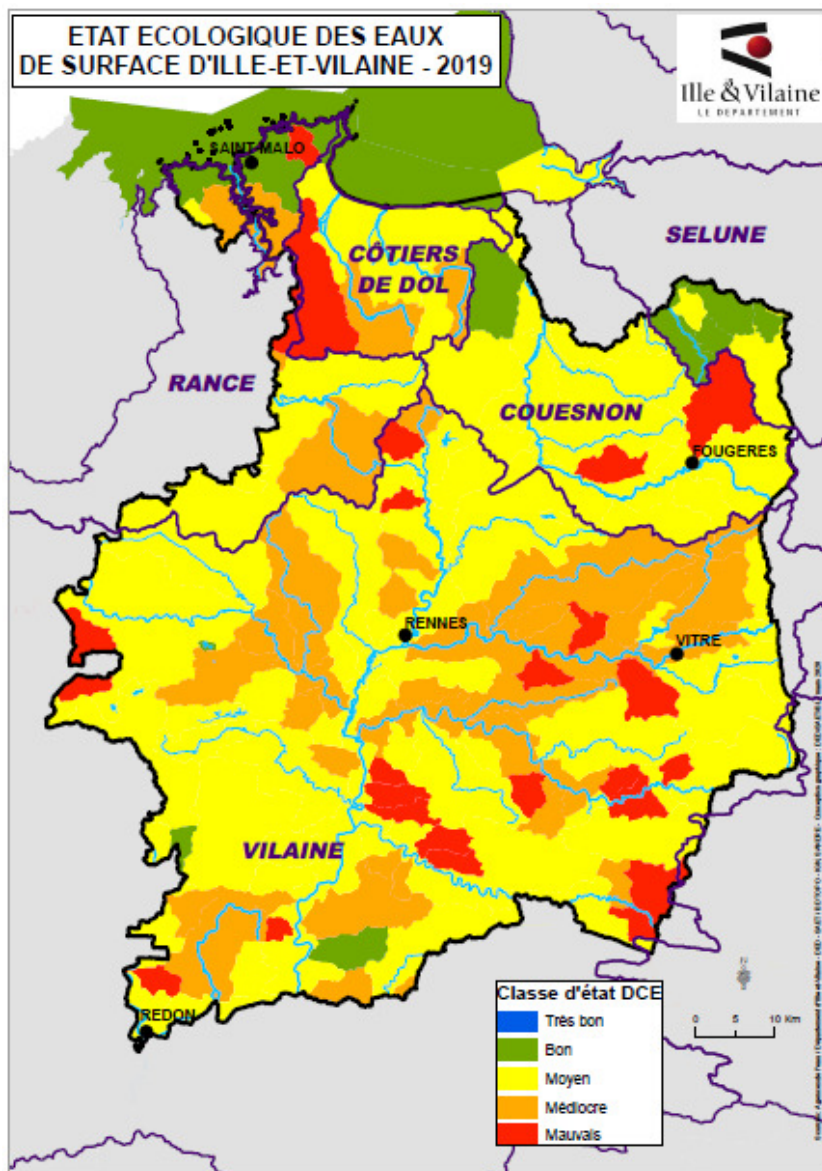 ETAT ECOLOGIQUE DES EAUX
DE SURFACE D'ILLE-ET-VILAINE - 2019
Ille & Vilaine
LE DEPARTEMENT
SAINT MALO
SELUNE
CÔTIERS
DE DOL
RANCE
COUESNON
FOUGERES
RENNES
VITRE
VILAINE
REDON
Classe d'état DCE
Très bon
Bon
Moyen
Médiocre
Mauvais
0 5 10 Km